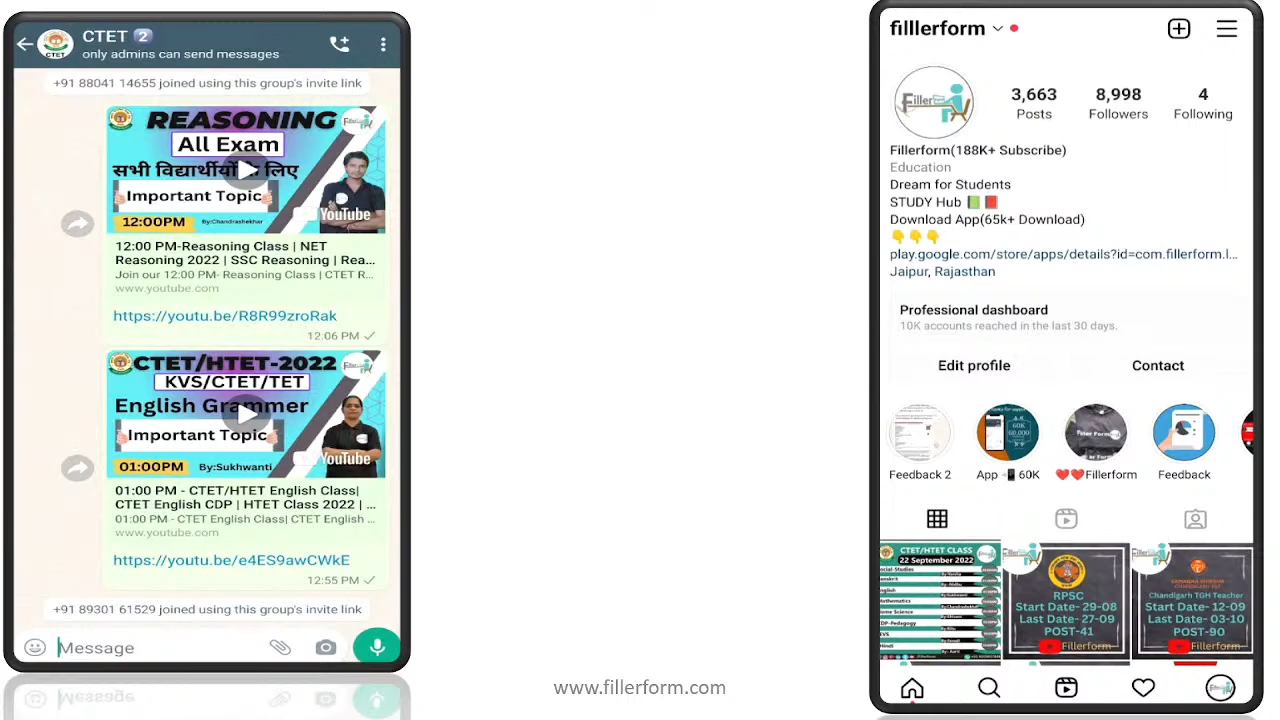 CTET 2
only admins can send messages
+91 88041 14655 joined using this group's invite link
REASONING
All Exam
सभी विद्यार्थीयों के लिए
Important Topic
YouTube
12:00PM
By:Chandrashekhar
12:00 PM-Reasoning Class | NET
Reasoning 2022 | SSC Reasoning | Rea...
Join our 12:00 PM- Reasoning Class | CTET R...
www.youtube.com
https://youtu.be/R8R99zroRak
12:06 PM
CTET/HTET-2022
KVS/CTET/TET
English Grammer
Important Topic
YouTube
01:00PM
By:Sukhwanti
01:00 PM - CTET/HTET English Class|
CTET English CDP | HTET Class 2022 | ...
01:00 PM - CTET English Class| CTET English ...
www.youtube.com
https://youtu.be/e4ES9awCWkE
12:55 PM
+91 89301 61529 joined using this group's invite link
Message
www.fillerform.com
filllerform
3,663
Posts
8,998
Followers
4
Following
Fillerform(188K+ Subscribe)
Education
Dream for Students
STUDY Hub
Download App(65k+ Download)
play.google.com/store/apps/details?id=com.fillerform.l...
Jaipur, Rajasthan
Professional dashboard
10K accounts reached in the last 30 days.
Edit profile
Contact
Feedback 2
App 60K
Fillerform
Feedback
CTET/HTET CLASS
22 September 2022
RPSC
Start Date- 29-08
Last Date- 27-09
POST-41
Fillerform
Chandigarh TGH Teacher
Start Date- 12-09
Last Date- 03-10
POST-90
Fillerform